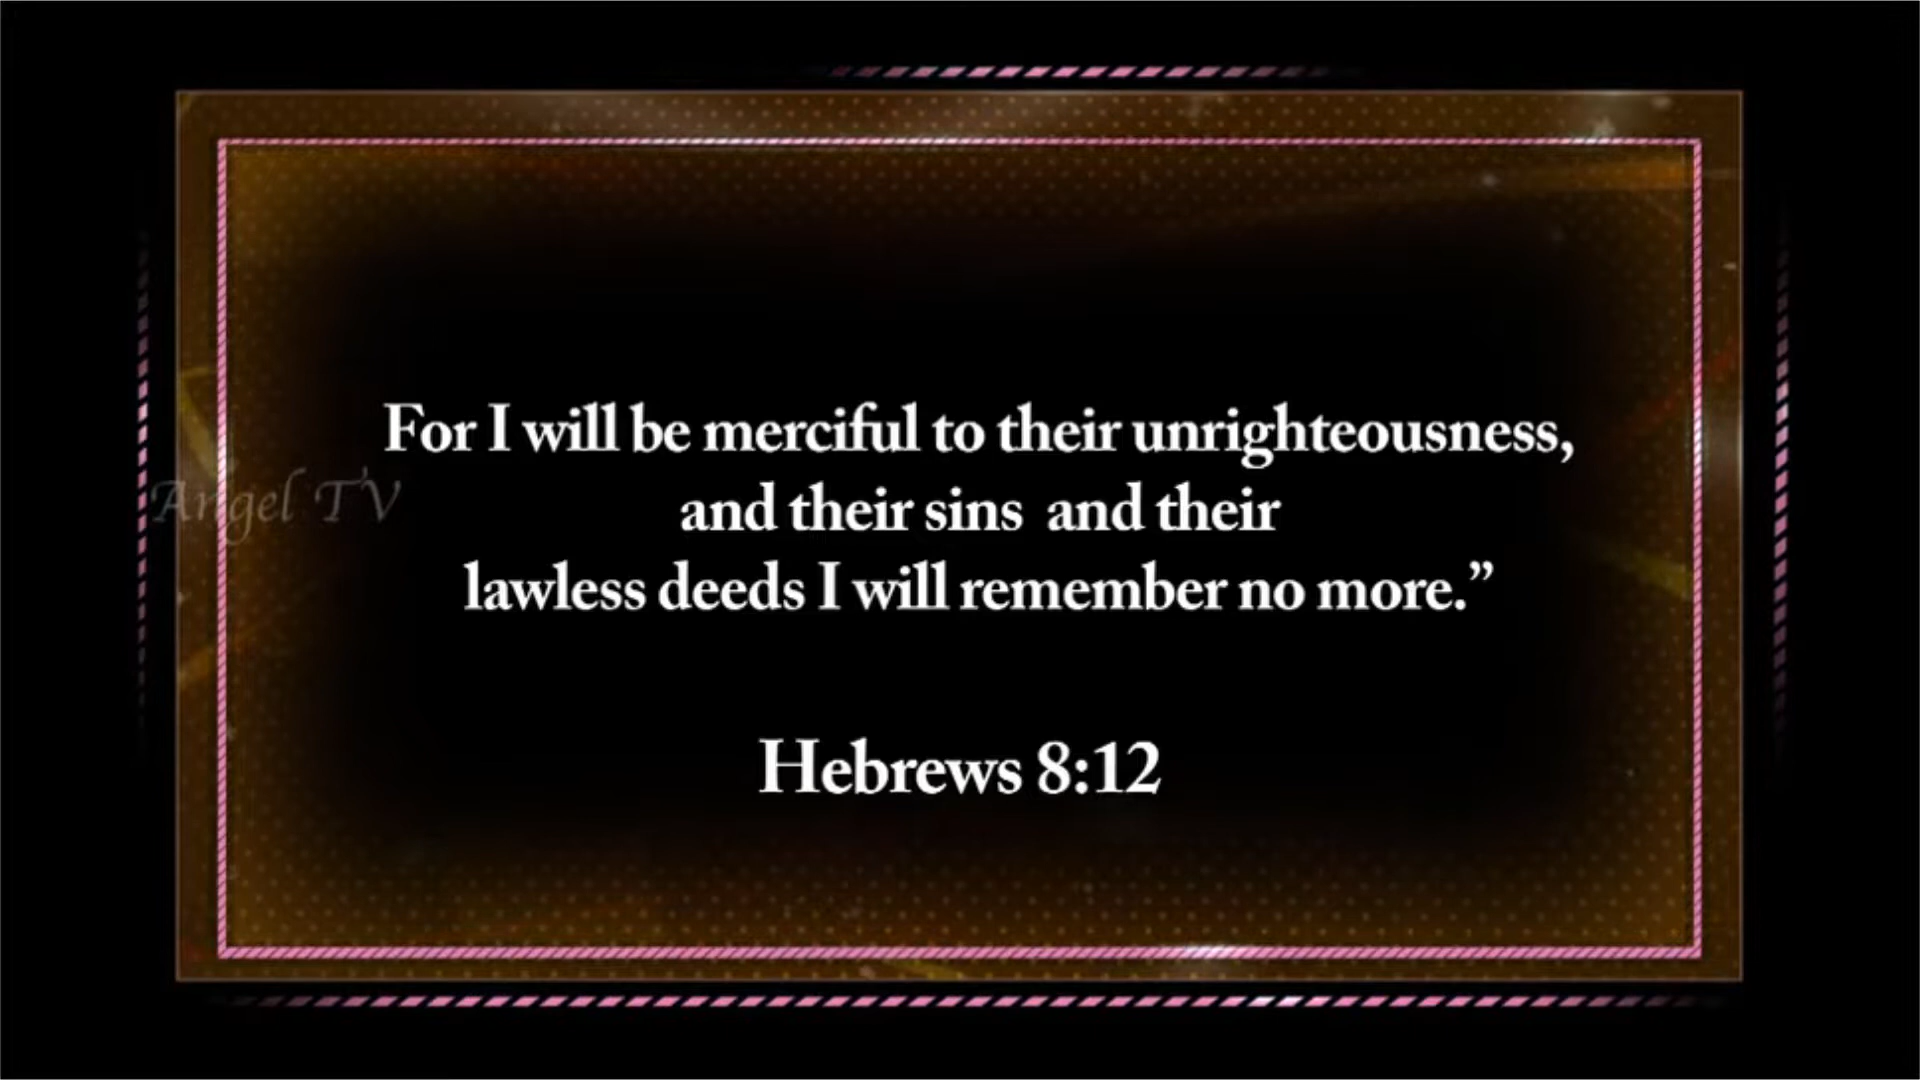 For I will be merciful to their unrighteousness,
and their sins  and their
lawless deeds I will remember no more.”
Hebrews 8:12
Angel TV